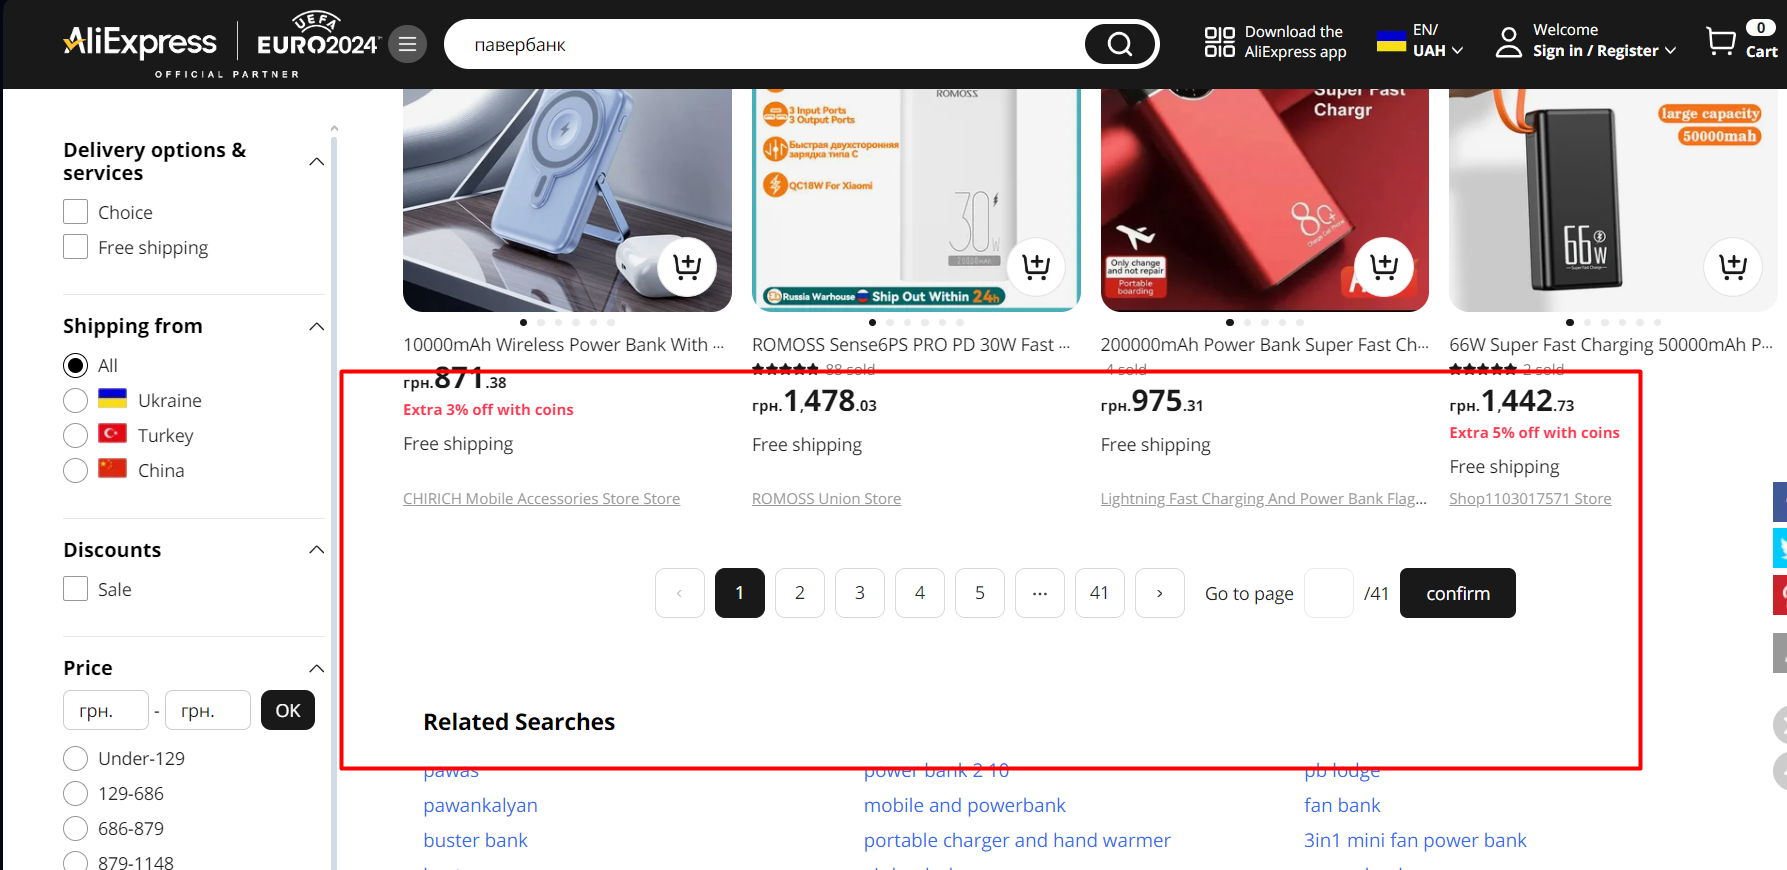 AliExpress
UEFA
EURO2024™
OFFICIAL PARTNER
павербанк
Download the
AliExpress app
EN/
UAH
Welcome
Sign in / Register
0
Cart
Delivery options &
services
Choice
Free shipping
Shipping from
All
Ukraine
Turkey
China
Discounts
Sale
Price
грн.
-
грн.
OK
Under-129
129-686
686-879
879-1148
3 Input Ports
3 Output Ports
Быстрая двухсторонняя
зарядка типа C
QC18W For Xiaomi
ROMOSS
30W
20000mAh
Russia Warhouse Ship Out Within 24h
Super Fast
Chargr
80+
Only change
and not repair
Portable
boarding
large capacity
50000mah
66W
10000mAh Wireless Power Bank With ...
грн.871.38
Extra 3% off with coins
Free shipping
CHIRICH Mobile Accessories Store Store
ROMOSS Sense6PS PRO PD 30W Fast ...
88 sold
грн.1,478.03
Free shipping
ROMOSS Union Store
200000mAh Power Bank Super Fast Ch...
4 sold
грн.975.31
Free shipping
Lightning Fast Charging And Power Bank Flag...
66W Super Fast Charging 50000mAh P...
2 sold
грн.1,442.73
Extra 5% off with coins
Free shipping
Shop1103017571 Store
‹ 1 2 3 4 5 ... 41 › Go to page /41 confirm
Related Searches
pawas
power bank 2 10
pb lodge
pawankalyan
mobile and powerbank
fan bank
buster bank
portable charger and hand warmer
3in1 mini fan power bank